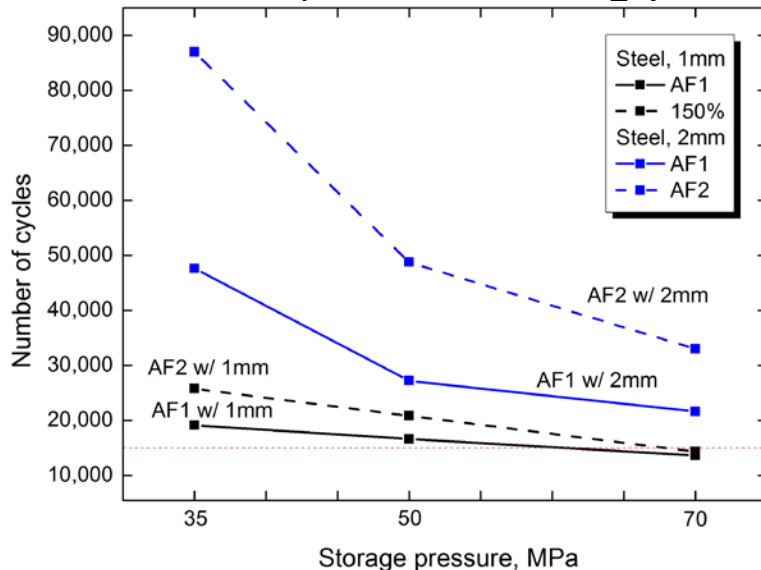 90,000
80,000
70,000
60,000
50,000
40,000
30,000
20,000
10,000
Number of cycles
Steel, 1mm
AF1
150%
Steel, 2mm
AF1
AF2
AF2 w/ 2mm
AF1 w/ 2mm
AF2 w/ 1mm
AF1 w/ 1mm
35
50
70
Storage pressure, MPa